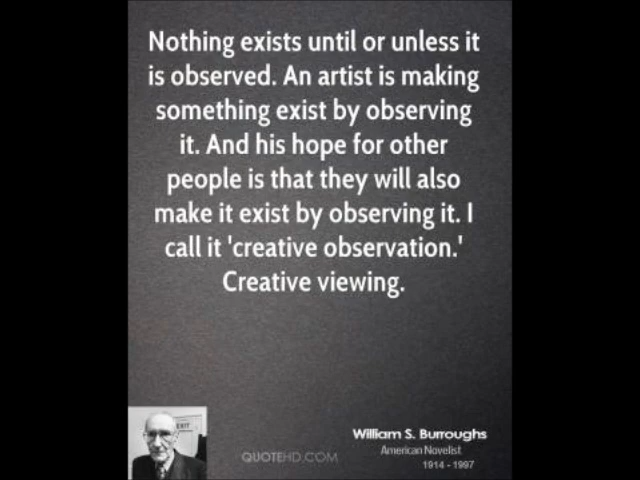 Nothing exists until or unless it
is observed. An artist is making
something exist by observing
it. And his hope for other
people is that they will also
make it exist by observing it. I
call it 'creative observation.'
Creative viewing.
EXIT
William S. Burroughs
American Novelist
1914 - 1997
QUOTEHD.COM